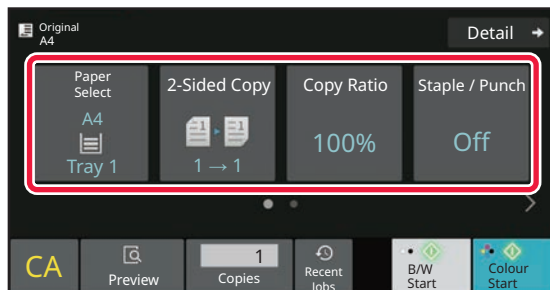 Original
A4
Detail
Paper
Select
A4
Tray 1
2-Sided Copy
1 → 1
Copy Ratio
100%
Staple / Punch
Off
CA
Preview
1
Copies
Recent
Jobs
B/W
Start
Colour
Start